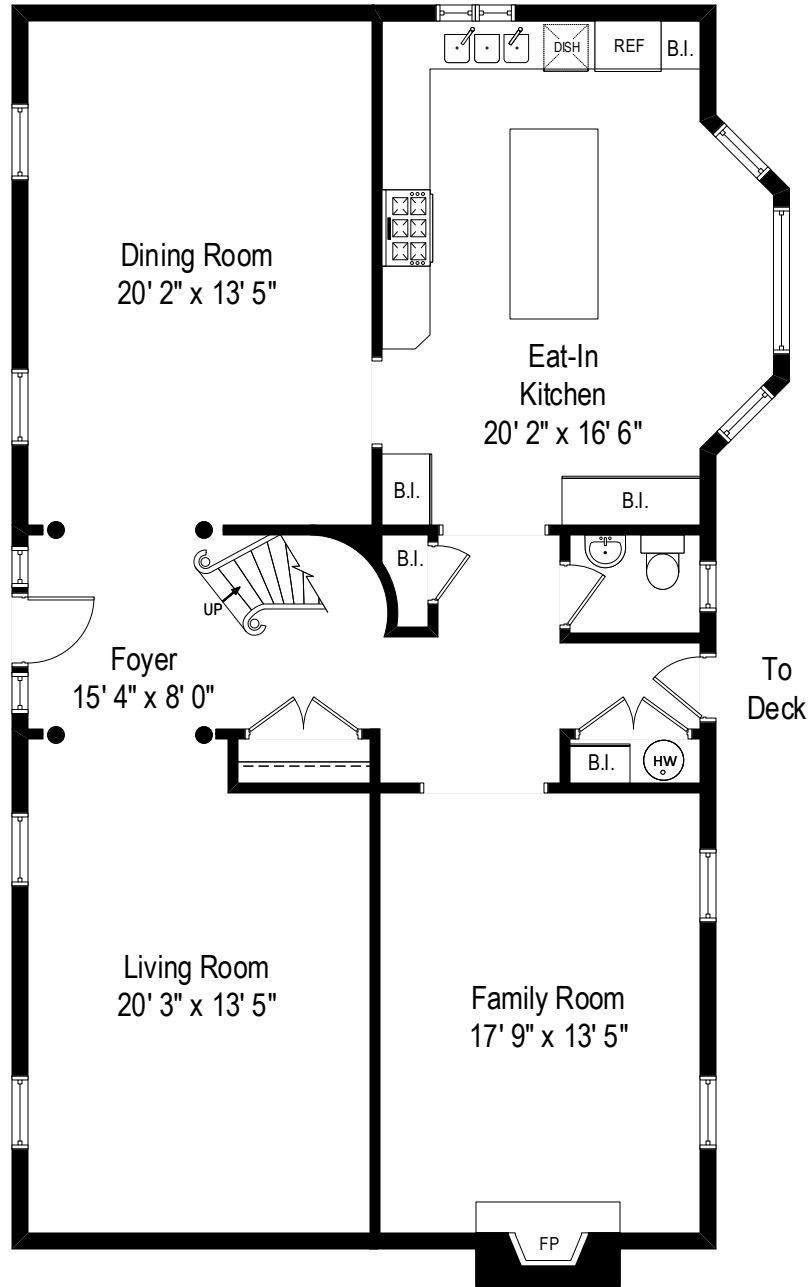 DISH
REF
B.I.
Dining Room
20' 2" x 13' 5"
Eat-In
Kitchen
20' 2" x 16' 6"
B.I.
B.I.
B.I.
UP
Foyer
15' 4" x 8' 0"
To
Deck
B.I.
HW
Living Room
20' 3" x 13' 5"
Family Room
17' 9" x 13' 5"
FP